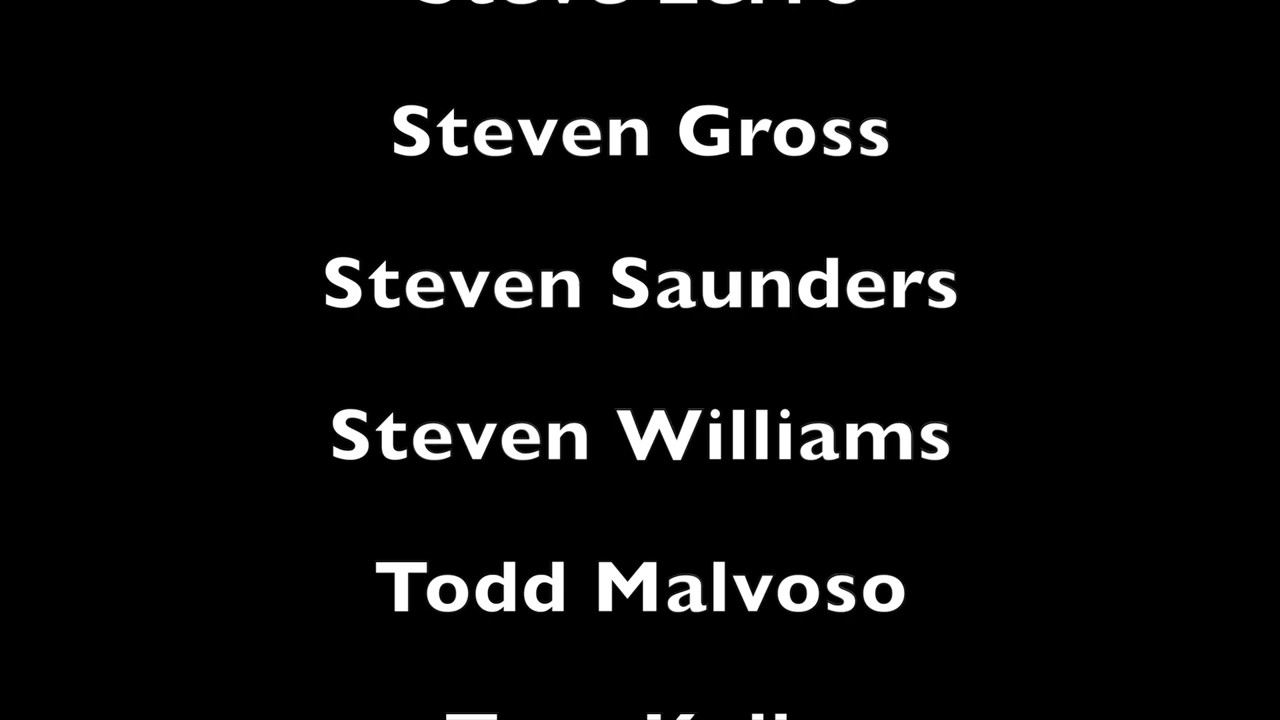 Steven Gross
Steven Saunders
Steven Williams
Todd Malvoso